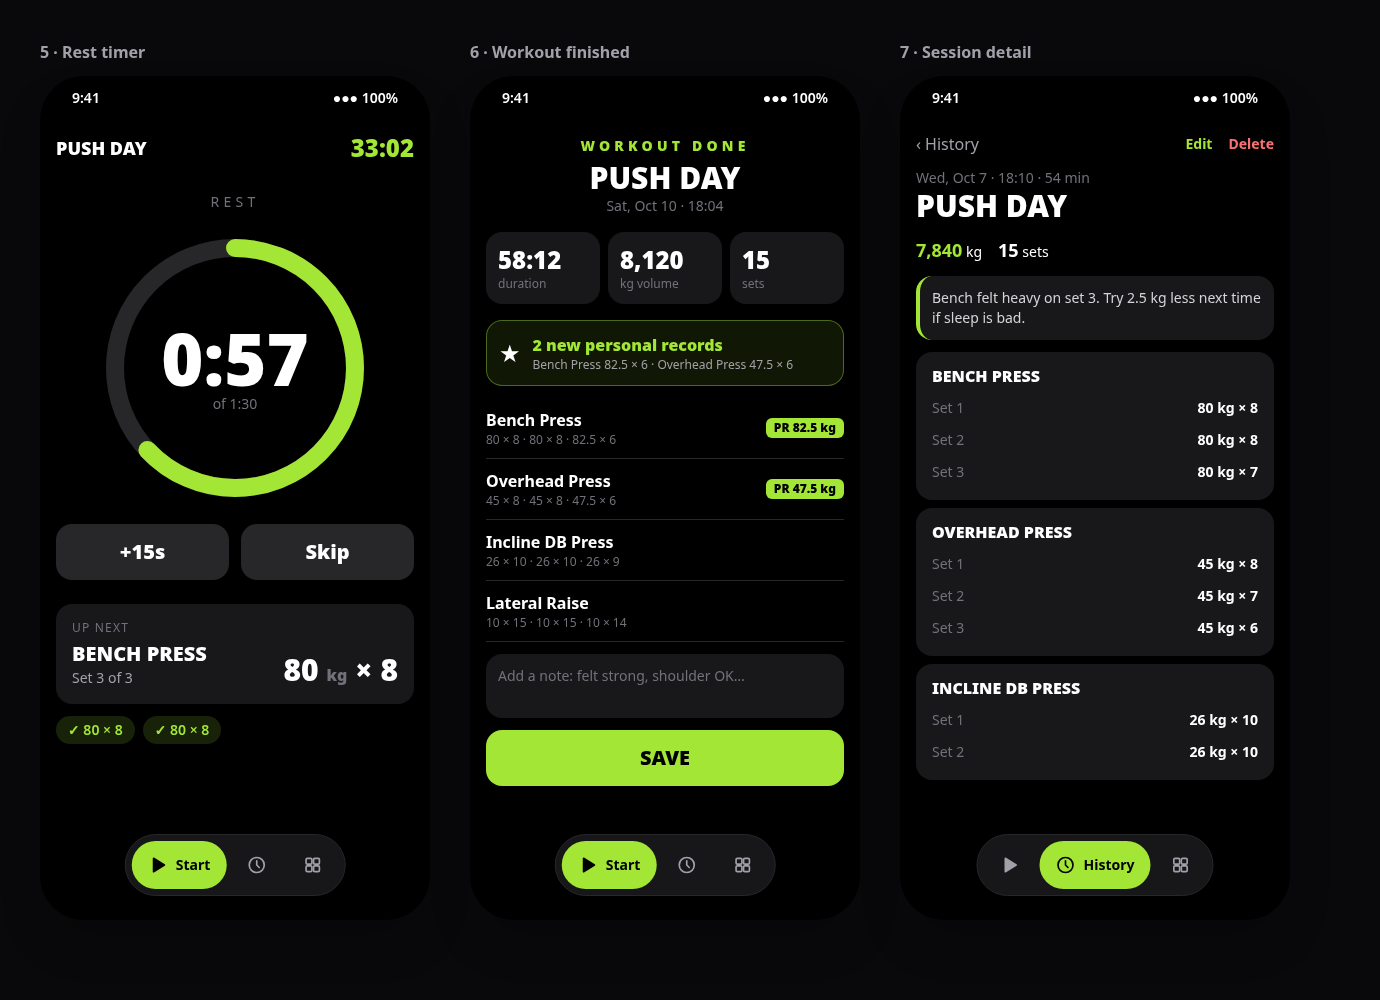 5 · Rest timer
9:41
●●● 100%
PUSH DAY
33:02
REST
0:57
of 1:30
+15s
Skip
UP NEXT
BENCH PRESS
Set 3 of 3
80 kg × 8
✓ 80 × 8
✓ 80 × 8
Start
6 · Workout finished
9:41
●●● 100%
WORKOUT DONE
PUSH DAY
Sat, Oct 10 · 18:04
58:12
duration
8,120
kg volume
15
sets
★
2 new personal records
Bench Press 82.5 × 6 · Overhead Press 47.5 × 6
Bench Press
80 × 8 · 80 × 8 · 82.5 × 6
PR 82.5 kg
Overhead Press
45 × 8 · 45 × 8 · 47.5 × 6
PR 47.5 kg
Incline DB Press
26 × 10 · 26 × 10 · 26 × 9
Lateral Raise
10 × 15 · 10 × 15 · 10 × 14
Add a note: felt strong, shoulder OK…
SAVE
Start
7 · Session detail
9:41
●●● 100%
‹ History
Edit
Delete
Wed, Oct 7 · 18:10 · 54 min
PUSH DAY
7,840 kg
15 sets
Bench felt heavy on set 3. Try 2.5 kg less next time
if sleep is bad.
BENCH PRESS
Set 1
80 kg × 8
Set 2
80 kg × 8
Set 3
80 kg × 7
OVERHEAD PRESS
Set 1
45 kg × 8
Set 2
45 kg × 7
Set 3
45 kg × 6
INCLINE DB PRESS
Set 1
26 kg × 10
Set 2
26 kg × 10
History